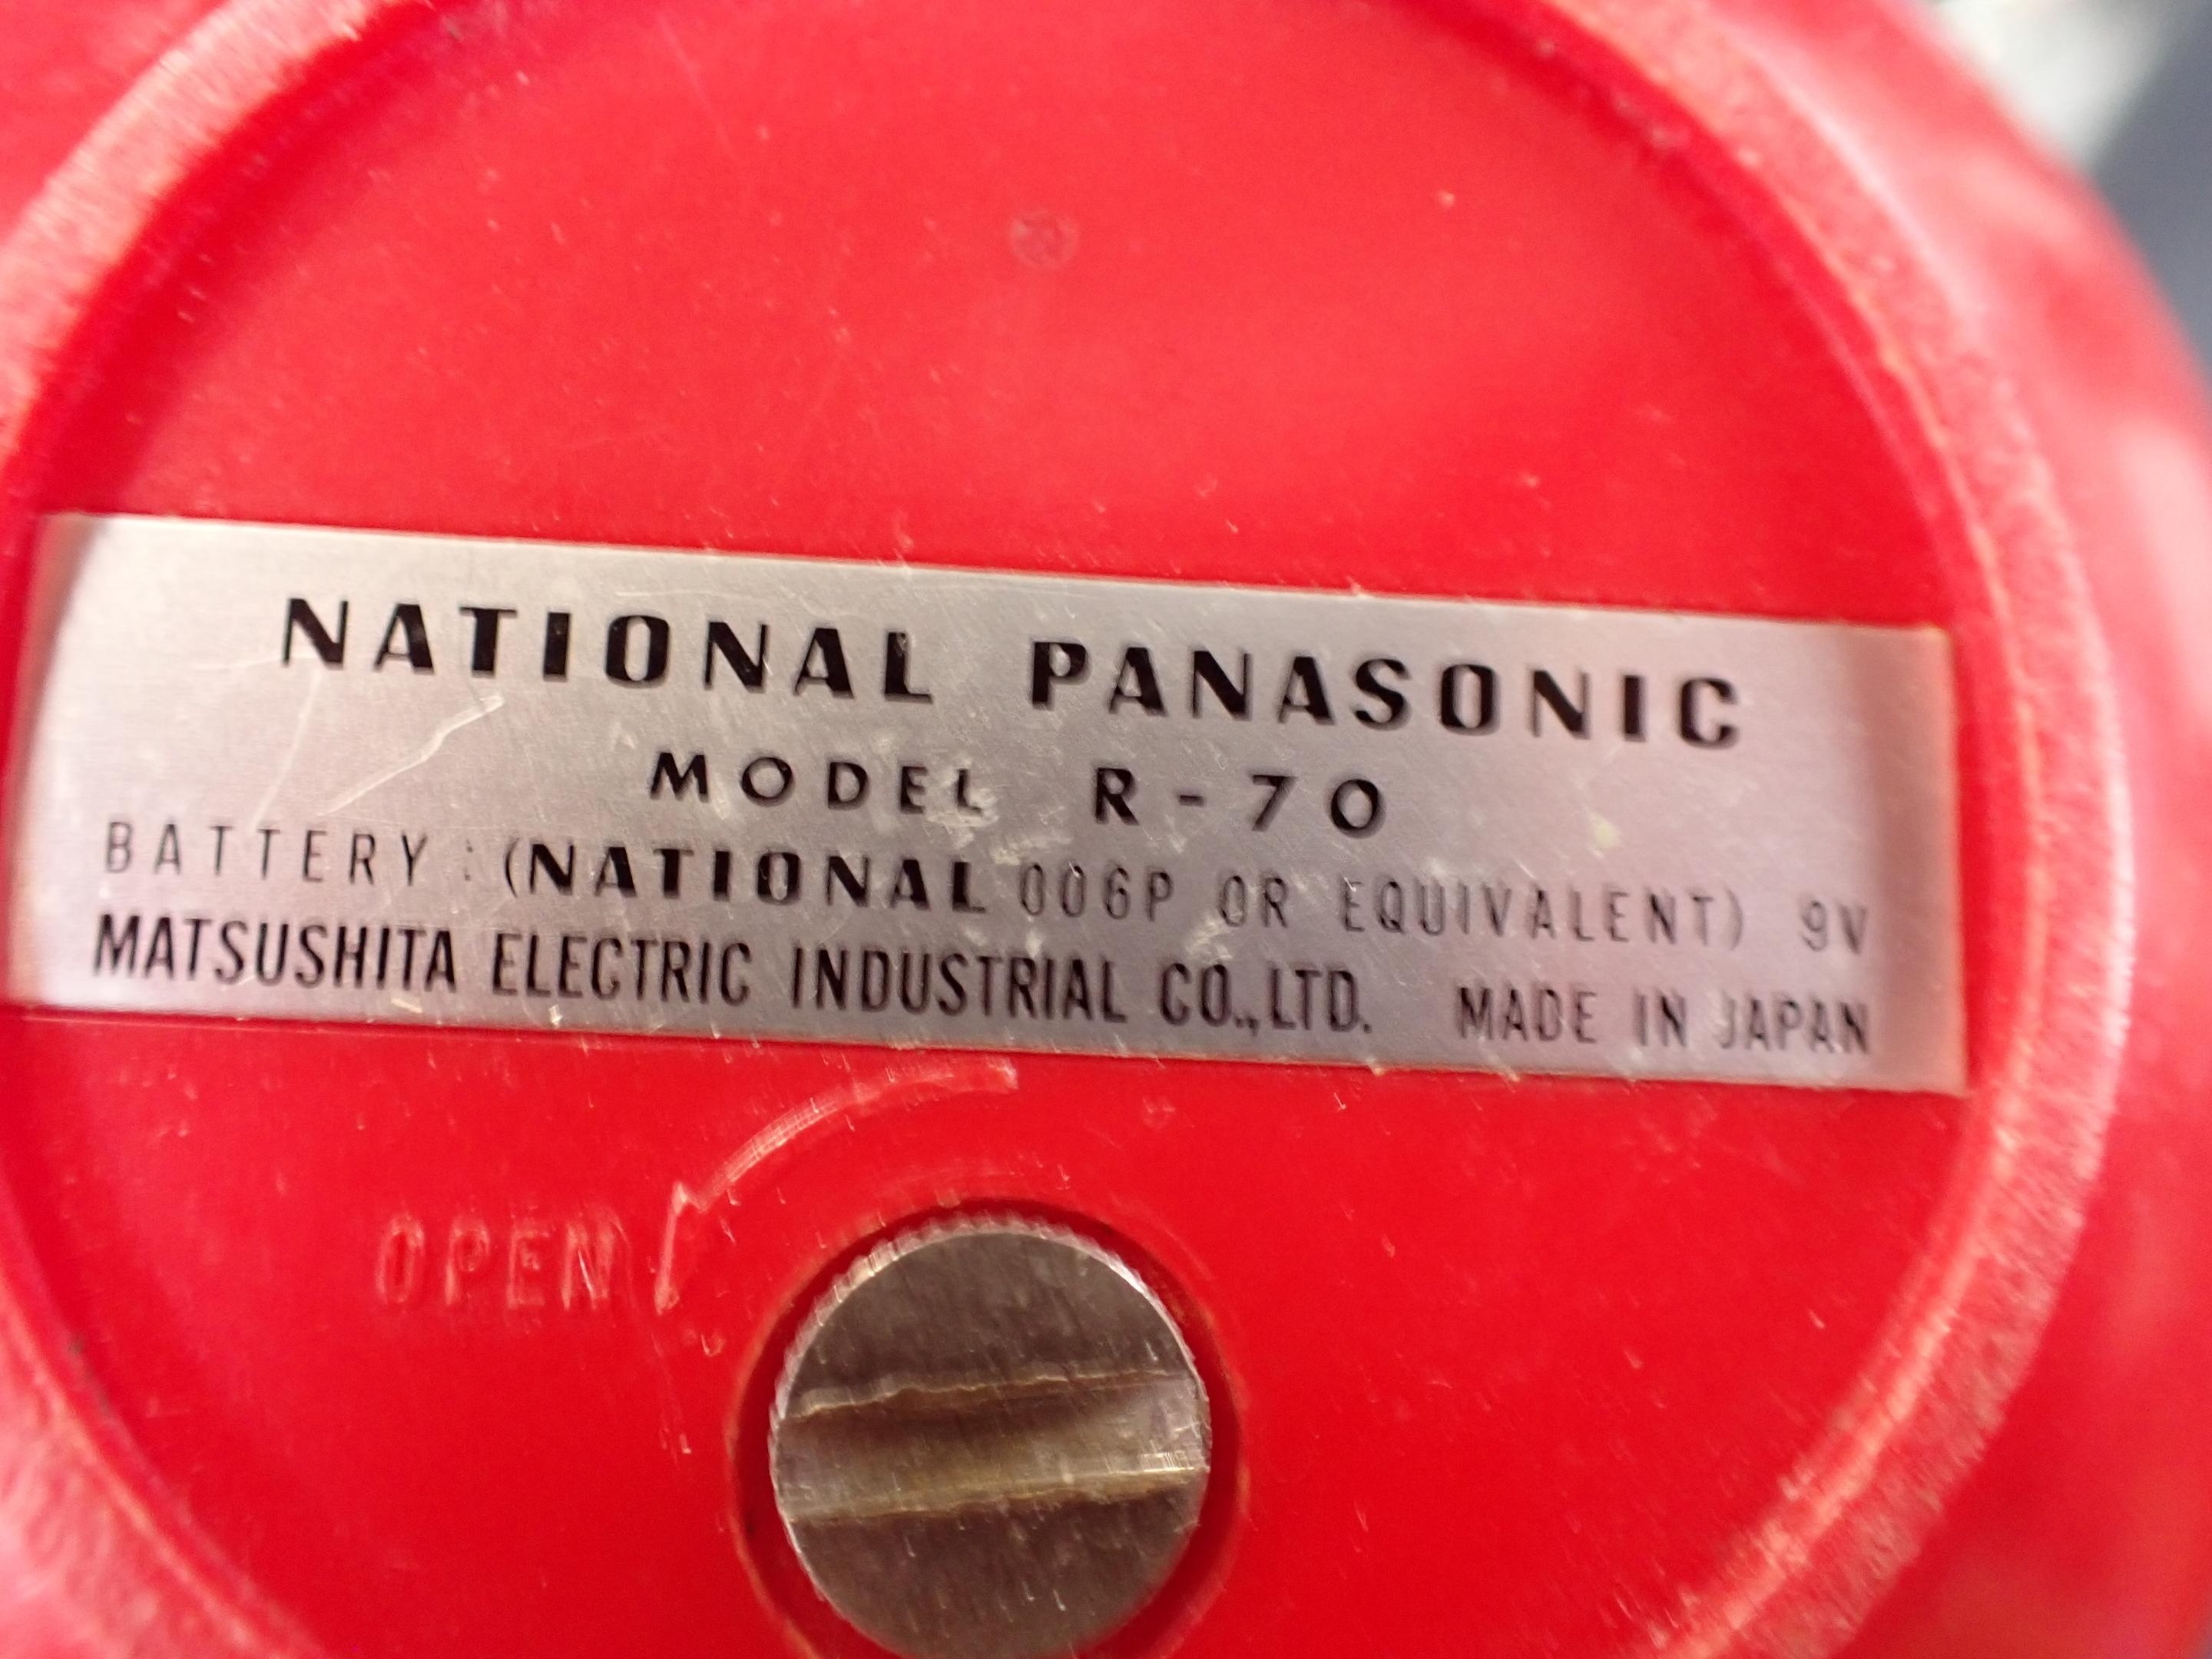 NATIONAL PANASONIC
MODEL R-70
BATTERY : (NATIONAL 006P OR EQUIVALENT) 9V
MATSUSHITA ELECTRIC INDUSTRIAL CO.,LTD. MADE IN JAPAN
OPEN